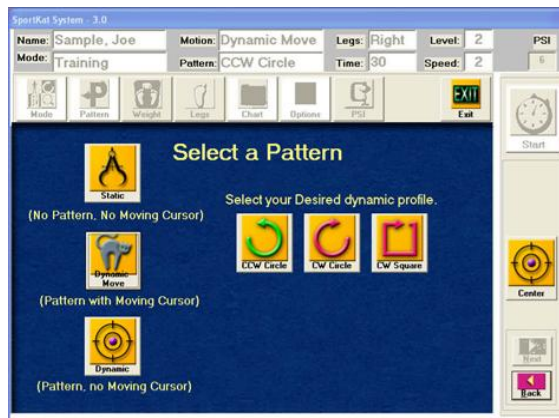 SportKat System - 3.0
Name: Sample, Joe Motion: Dynamic Move Legs: Right Level: 2 PSI
Mode: Training Pattern: CCW Circle Time: 30 Speed: 2 6
Mode Pattern Weight Legs Chart Options PSI Exit
EXIT
Start
Select a Pattern
Static
(No Pattern, No Moving Cursor)
Select your Desired dynamic profile.
CCW Circle CW Circle CW Square
Dynamic
Move
(Pattern with Moving Cursor)
Center
Dynamic
(Pattern, no Moving Cursor)
Next
Back